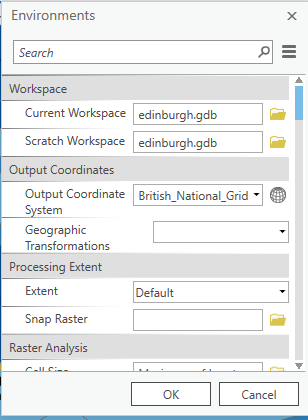 Environments
Search
Workspace
Current Workspace edinburgh.gdb
Scratch Workspace edinburgh.gdb
Output Coordinates
Output Coordinate System British_National_Grid
Geographic Transformations
Processing Extent
Extent Default
Snap Raster
Raster Analysis
Cell Size
OK Cancel